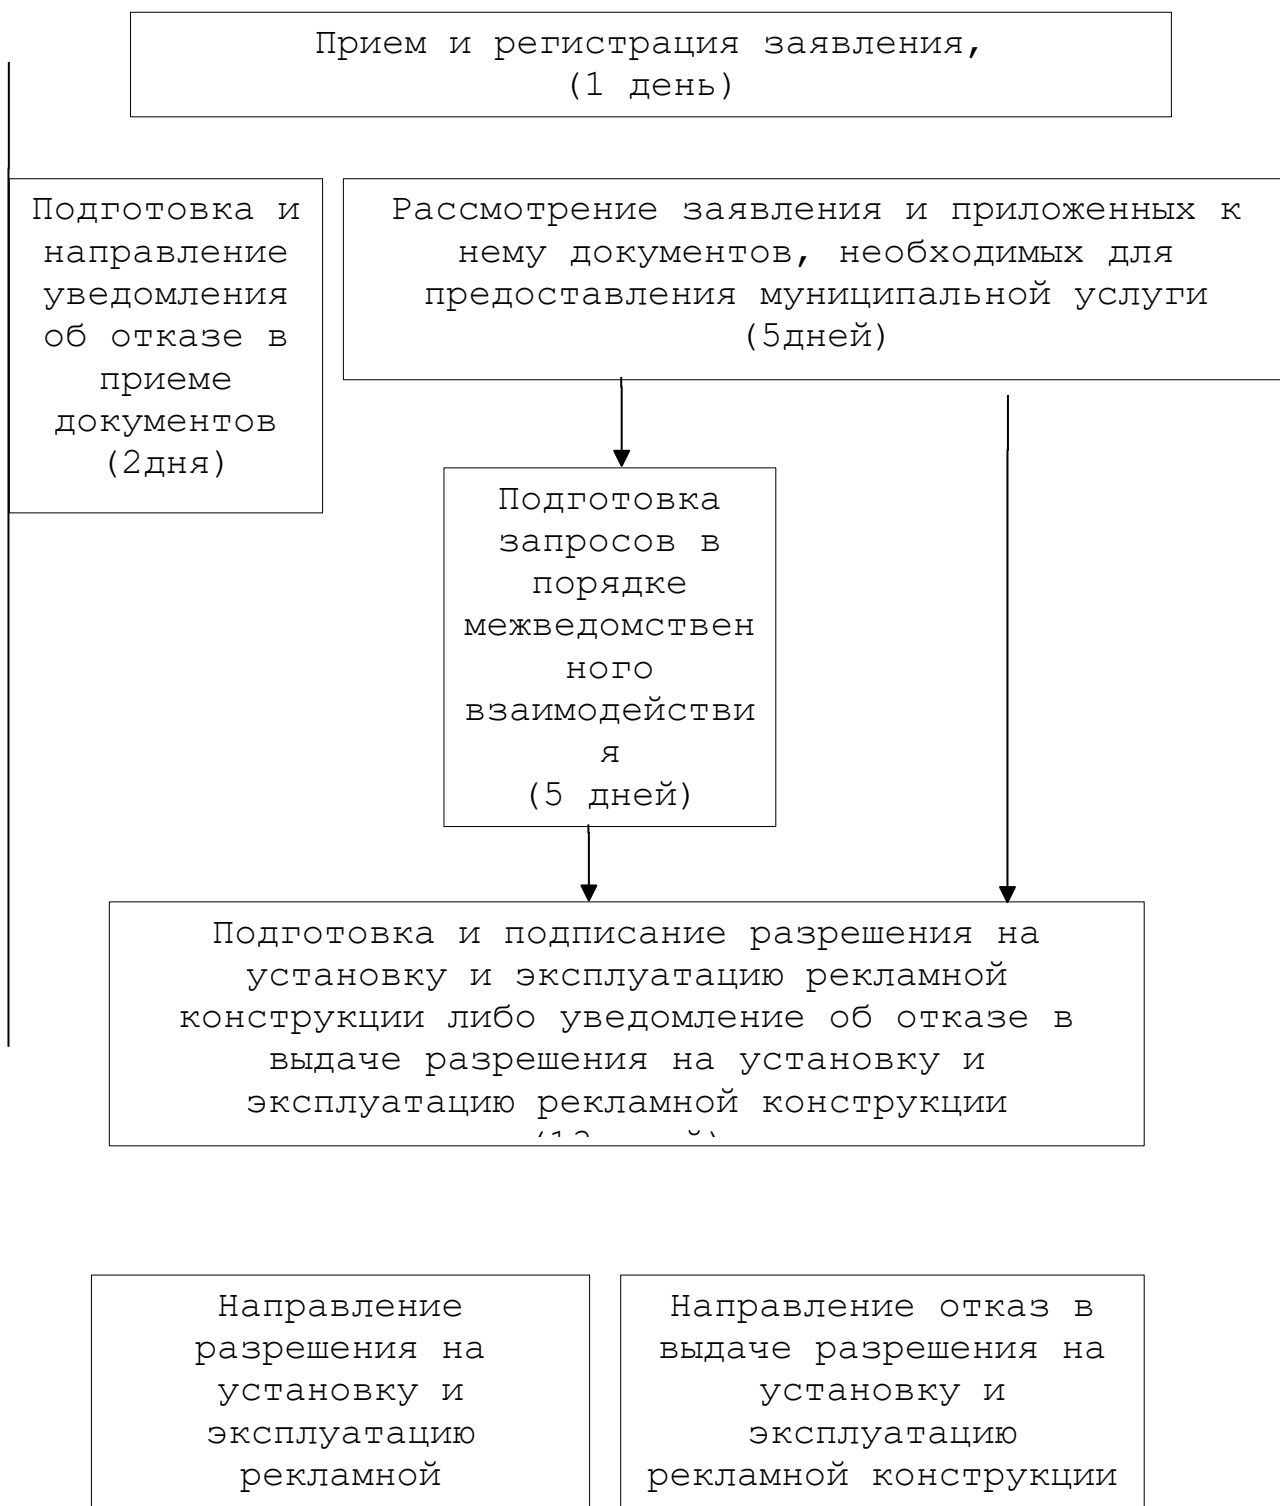 Прием и регистрация заявления,
(1 день)
Подготовка и
направление
уведомления
об отказе в
приеме
документов
(2дня)
Рассмотрение заявления и приложенных к
нему документов, необходимых для
предоставления муниципальной услуги
(5дней)
Подготовка
запросов в
порядке
межведомствен
ного
взаимодействи
я
(5 дней)
Подготовка и подписание разрешения на
установку и эксплуатацию рекламной
конструкции либо уведомление об отказе в
выдаче разрешения на установку и
эксплуатацию рекламной конструкции
Направление
разрешения на
установку и
эксплуатацию
рекламной
Направление отказ в
выдаче разрешения на
установку и
эксплуатацию
рекламной конструкции